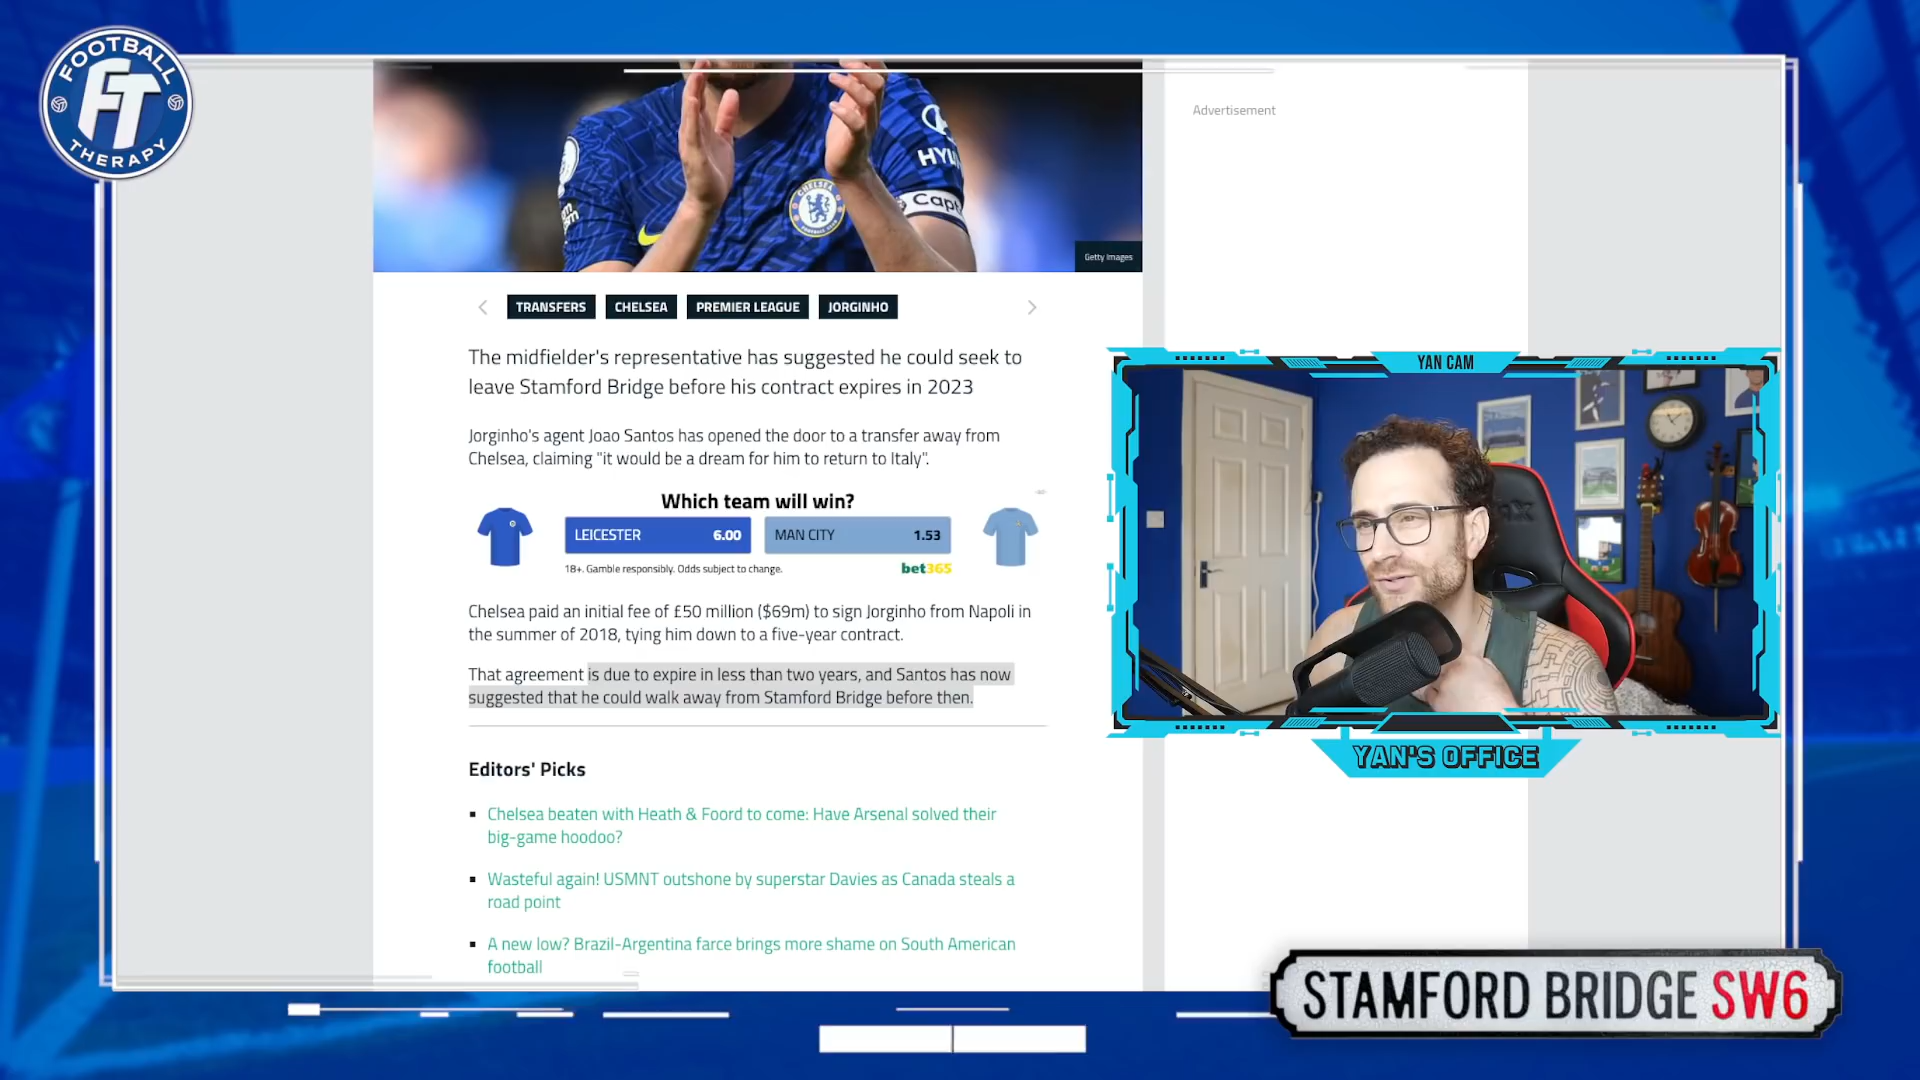 FOOTBALL
FT
THERAPY
Advertisement
CHELSEA
FOOTBALL CLUB
Getty Images
TRANSFERS
CHELSEA
PREMIER LEAGUE
JORGINHO
The midfielder's representative has suggested he could seek to
leave Stamford Bridge before his contract expires in 2023
Jorginho's agent Joao Santos has opened the door to a transfer away from
Chelsea, claiming "it would be a dream for him to return to Italy".
Which team will win?
LEICESTER 6.00
MAN CITY 1.53
18+. Gamble responsibly. Odds subject to change.
bet365
Chelsea paid an initial fee of £50 million ($69m) to sign Jorginho from Napoli in
the summer of 2018, tying him down to a five-year contract.
That agreement is due to expire in less than two years, and Santos has now
suggested that he could walk away from Stamford Bridge before then.
Editors' Picks
Chelsea beaten with Heath & Foord to come: Have Arsenal solved their
big-game hoodoo?
Wasteful again! USMNT outshone by superstar Davies as Canada steals a
road point
A new low? Brazil-Argentina farce brings more shame on South American
football
YAN CAM
YAN'S OFFICE
STAMFORD BRIDGE SW6